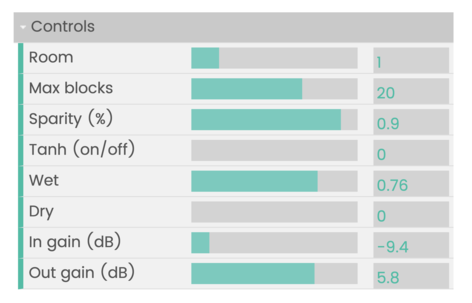 Controls
Room 1
Max blocks 20
Sparity (%) 0.9
Tanh (on/off) 0
Wet 0.76
Dry 0
In gain (dB) -9.4
Out gain (dB) 5.8